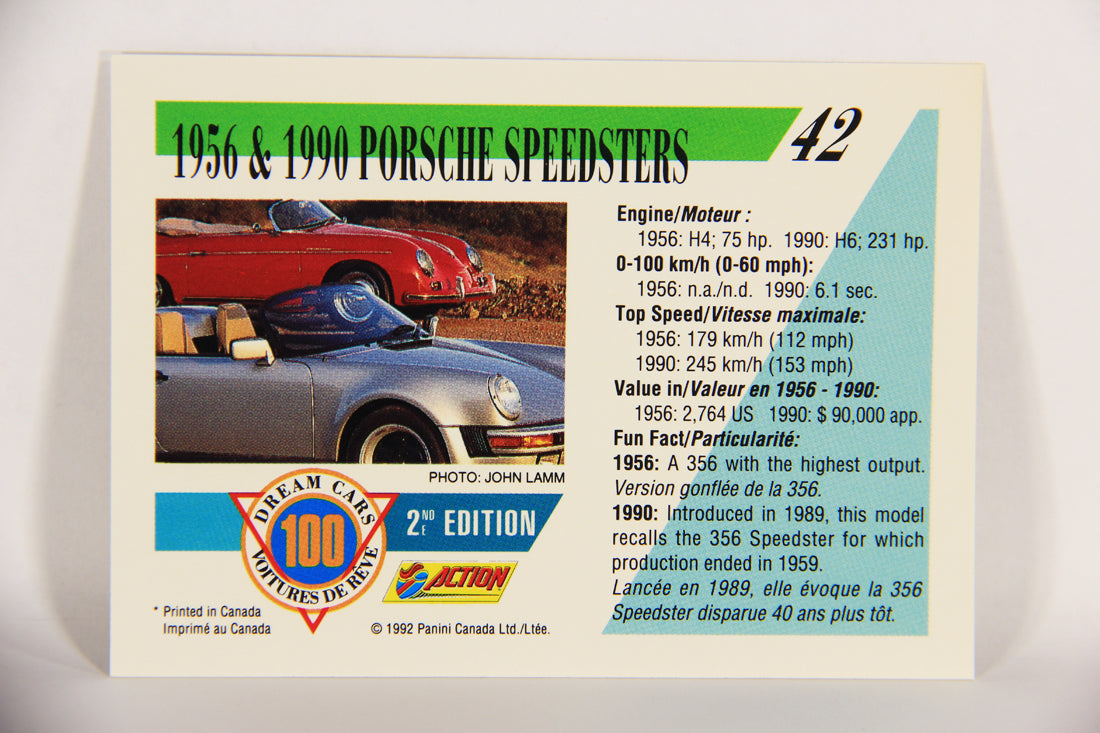 1956 & 1990 PORSCHE SPEEDSTERS
42
Engine/Moteur :
1956: H4; 75 hp. 1990: H6; 231 hp.
0-100 km/h (0-60 mph):
1956: n.a./n.d. 1990: 6.1 sec.
Top Speed/Vitesse maximale:
1956: 179 km/h (112 mph)
1990: 245 km/h (153 mph)
Value in/Valeur en 1956 - 1990:
1956: 2,764 US 1990: $ 90,000 app.
Fun Fact/Particularité:
1956: A 356 with the highest output.
Version gonflée de la 356.
1990: Introduced in 1989, this model
recalls the 356 Speedster for which
production ended in 1959.
Lancée en 1989, elle évoque la 356
Speedster disparue 40 ans plus tôt.
PHOTO: JOHN LAMM
DREAM CARS
100
VOITURES DE RÊVE
2ND E EDITION
ACTION
* Printed in Canada
Imprimé au Canada
© 1992 Panini Canada Ltd./Ltée.